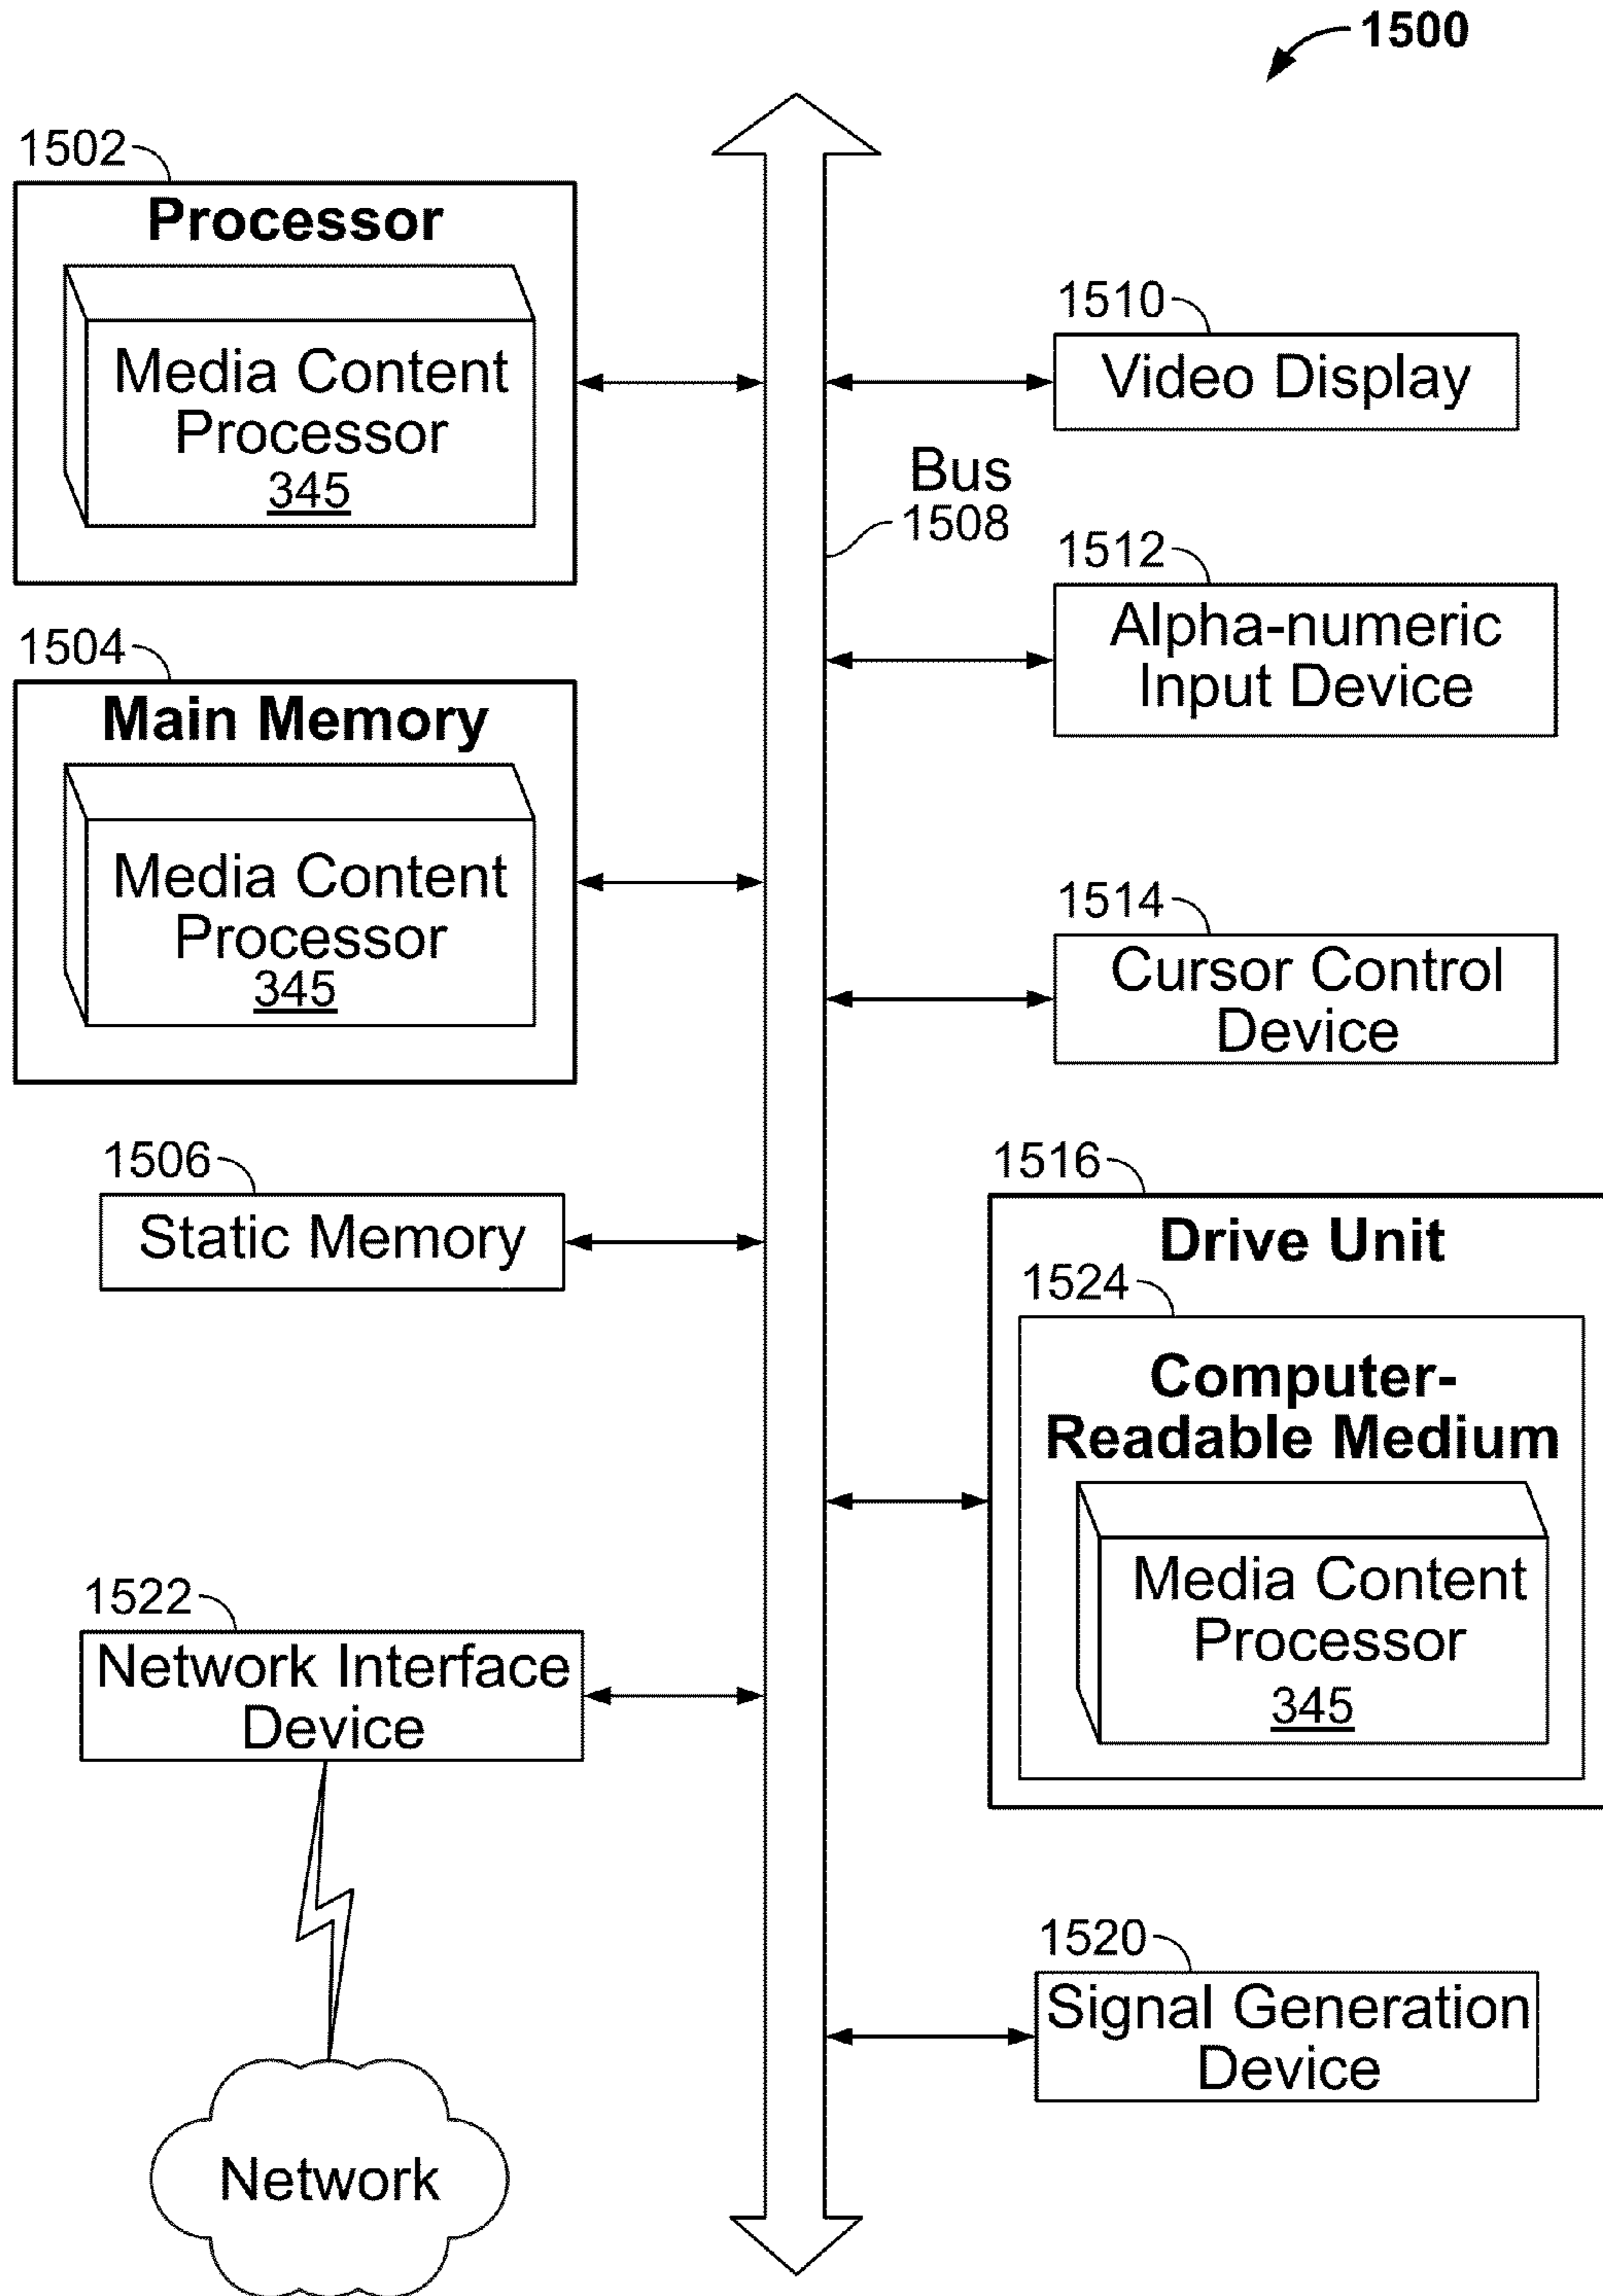 1500
1502
Processor
Media Content
Processor
345
1504
Main Memory
Media Content
Processor
345
1506
Static Memory
1522
Network Interface
Device
Network
Bus
1508
1510
Video Display
1512
Alpha-numeric
Input Device
1514
Cursor Control
Device
1516
Drive Unit
1524
Computer-
Readable Medium
Media Content
Processor
345
1520
Signal Generation
Device